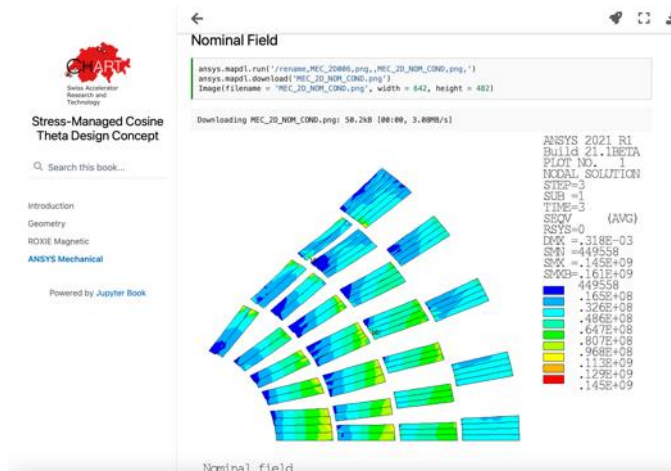 CHART
Swiss Accelerator
Research and
Technology
Stress-Managed Cosine
Theta Design Concept
Search this book...
Introduction
Geometry
ROXIE Magnetic
ANSYS Mechanical
Powered by Jupyter Book
Nominal Field
ansys.mapdl.run('/rename,MEC_2D006,png,,MEC_2D_NOM_COND,png,')
ansys.mapdl.download('MEC_2D_NOM_COND.png')
Image(filename = 'MEC_2D_NOM_COND.png', width = 642, height = 482)
Downloading MEC_2D_NOM_COND.png: 50.2kB [00:00, 3.08MB/s]
ANSYS 2021 R1
Build 21.1BETA
PLOT NO. 1
NODAL SOLUTION
STEP=3
SUB =1
TIME=3
SEQV (AVG)
RSYS=0
DMX =.318E-03
SMN =449558
SMX =.145E+09
SMXB=.161E+09
449558
.165E+08
.326E+08
.486E+08
.647E+08
.807E+08
.968E+08
.113E+09
.129E+09
.145E+09
Nominal field